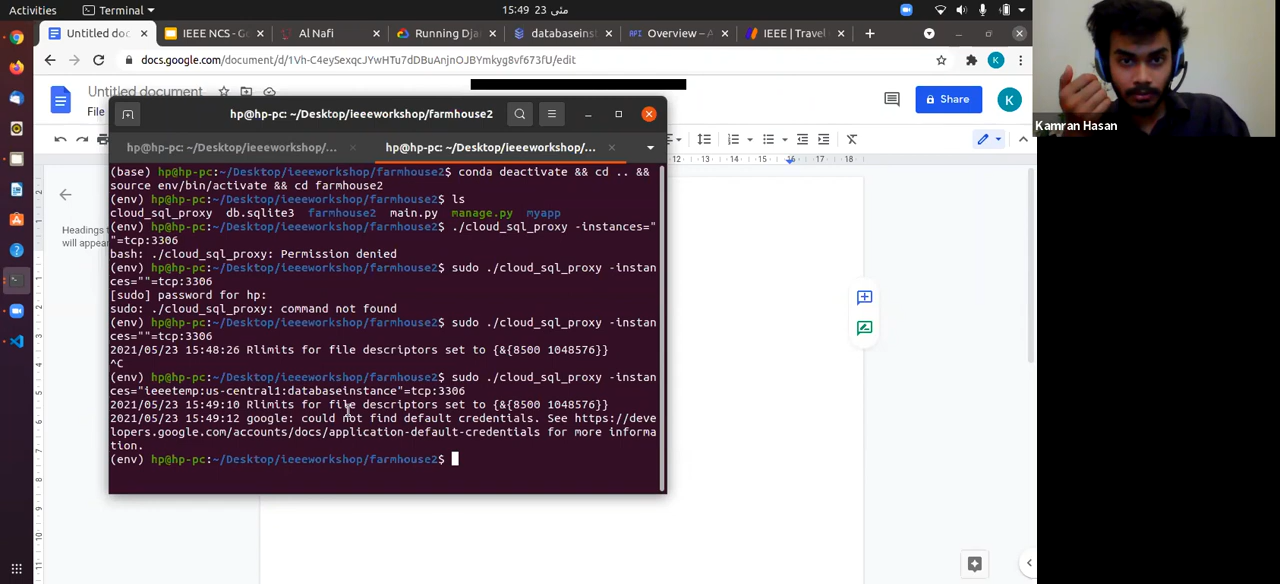 Activities Terminal 15:49 23 مئی
Untitled doc IEEE NCS - G Al Nafi Running Dja databasein Overview – A IEEE | Travel
docs.google.com/document/d/1Vh-C4eySexqcJYwHTu7dDBuAnjnOJBYmkyg8vf673fU/edit
Untitled document
File
Share
K
K
Kamran Hasan
hp@hp-pc: ~/Desktop/ieeeworkshop/farmhouse2
hp@hp-pc: ~/Desktop/ieeeworkshop/... hp@hp-pc: ~/Desktop/ieeeworkshop/...
12 13 14 15 16 17 18
Headings
will appea
(base) hp@hp-pc:~/Desktop/ieeeworkshop/farmhouse2$ conda deactivate && cd .. &&
source env/bin/activate && cd farmhouse2
(env) hp@hp-pc:~/Desktop/ieeeworkshop/farmhouse2$ ls
cloud_sql_proxy db.sqlite3 farmhouse2 main.py manage.py myapp
(env) hp@hp-pc:~/Desktop/ieeeworkshop/farmhouse2$ ./cloud_sql_proxy -instances="
"=tcp:3306
bash: ./cloud_sql_proxy: Permission denied
(env) hp@hp-pc:~/Desktop/ieeeworkshop/farmhouse2$ sudo ./cloud_sql_proxy -instan
ces=""=tcp:3306
[sudo] password for hp:
sudo: ./cloud_sql_proxy: command not found
(env) hp@hp-pc:~/Desktop/ieeeworkshop/farmhouse2$ sudo ./cloud_sql_proxy -instan
ces=""=tcp:3306
2021/05/23 15:48:26 Rlimits for file descriptors set to {&{8500 1048576}}
^C
(env) hp@hp-pc:~/Desktop/ieeeworkshop/farmhouse2$ sudo ./cloud_sql_proxy -instan
ces="ieeetemp:us-central1:databaseinstance"=tcp:3306
2021/05/23 15:49:10 Rlimits for file descriptors set to {&{8500 1048576}}
2021/05/23 15:49:12 google: could not find default credentials. See https://deve
lopers.google.com/accounts/docs/application-default-credentials for more informa
tion.
(env) hp@hp-pc:~/Desktop/ieeeworkshop/farmhouse2$